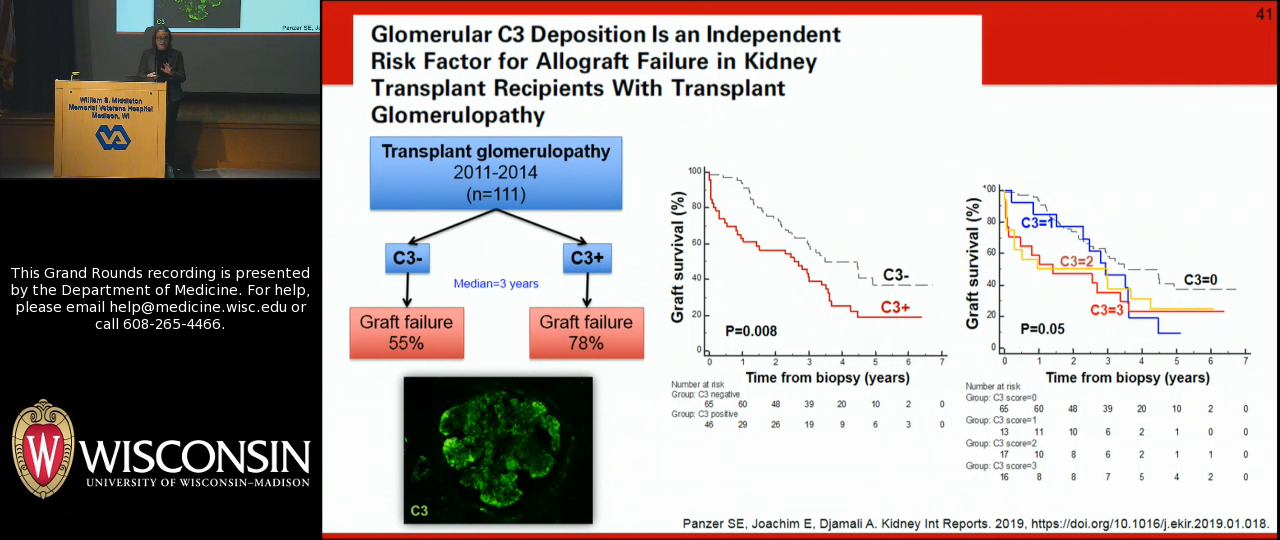 C3
Panzer SE, Jo
William S. Middleton
Memorial Veterans Hospital
Madison, WI
This Grand Rounds recording is presented
by the Department of Medicine. For help,
please email help@medicine.wisc.edu or
call 608-265-4466.
W
WISCONSIN
UNIVERSITY OF WISCONSIN–MADISON
41
Glomerular C3 Deposition Is an Independent
Risk Factor for Allograft Failure in Kidney
Transplant Recipients With Transplant
Glomerulopathy
Transplant glomerulopathy
2011-2014
(n=111)
C3-
C3+
Median=3 years
Graft failure
55%
Graft failure
78%
C3
Graft survival (%)
100
80
60
40
20
0
C3-
C3+
P=0.008
0 1 2 3 4 5 6 7
Time from biopsy (years)
Number at risk
Group: C3 negative
65 60 48 39 20 10 2 0
Group: C3 positive
46 29 26 19 9 6 3 0
Graft survival (%)
100
80
60
40
20
0
C3=1
C3=2
C3=0
C3=3
P=0.05
0 1 2 3 4 5 6 7
Time from biopsy (years)
Number at risk
Group: C3 score=0
65 60 48 39 20 10 2 0
Group: C3 score=1
13 11 10 6 2 1 0 0
Group: C3 score=2
17 10 8 6 2 1 1 0
Group: C3 score=3
16 8 8 7 5 4 2 0
Panzer SE, Joachim E, Djamali A. Kidney Int Reports. 2019, https://doi.org/10.1016/j.ekir.2019.01.018.